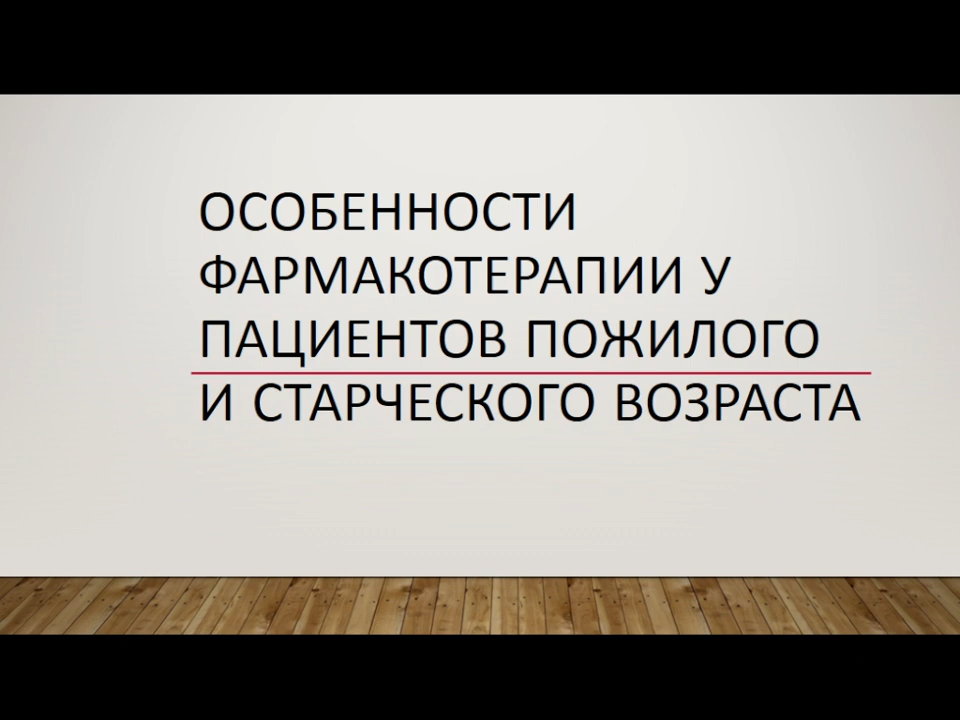 ОСОБЕННОСТИ
ФАРМАКОТЕРАПИИ У
ПАЦИЕНТОВ ПОЖИЛОГО
И СТАРЧЕСКОГО ВОЗРАСТА